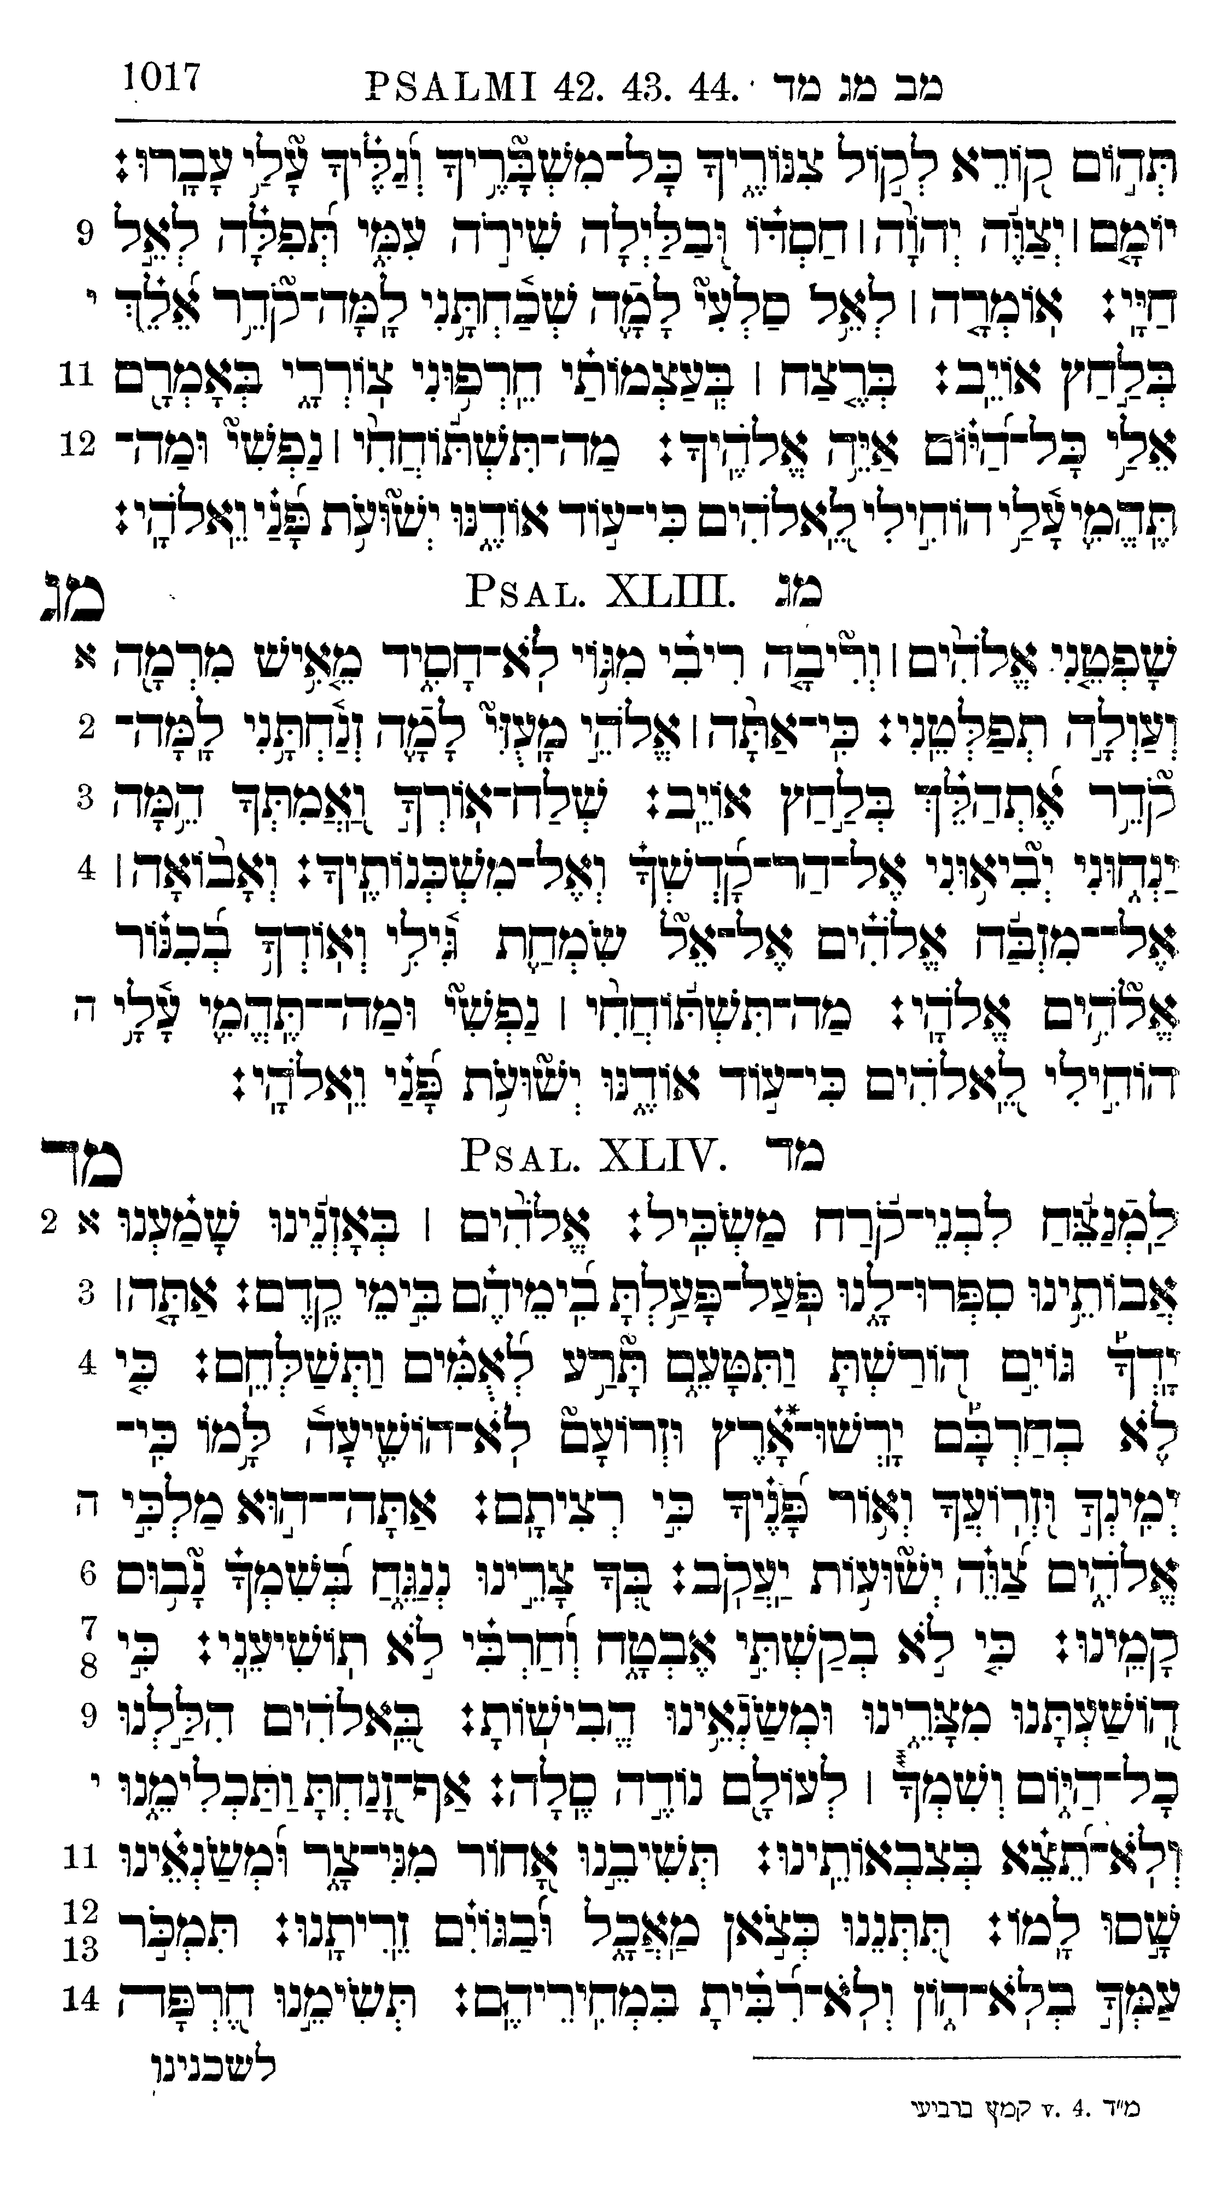 1017 PSALMI 42. 43. 44. מב מג מד
תְּהֽוֹם קוֹרֵא לְקוֹל צִנּוֹרֶיךָ כָּל־מִשְׁבָּרֶיךָ וְגַלֶּיךָ עָלַי עָבָרוּ׃
9 יוֹמָם ׀ יְצַוֶּה יְהוָה ׀ חַסְדּוֹ וּבַלַּיְלָה שִׁירֹה עִמִּי תְּפִלָּה לְאֵל
י חַיָּי׃ אוֹמְרָה ׀ לְאֵל סַלְעִי לָמָה שְׁכַחְתָּנִי לָמָּה־קֹדֵר אֵלֵךְ
11 בְּלַחַץ אוֹיֵב׃ בְּרֶצַח ׀ בְּעַצְמוֹתַי חֵרְפוּנִי צוֹרְרָי בְּאָמְרָם
12 אֵלַי כָּל־הַיּוֹם אַיֵּה אֱלֹהֶיךָ׃ מַה־תִּשְׁתּוֹחֲחִי ׀ נַפְשִׁי וּמַה־
תֶּהֱמִי עָלַי הוֹחִילִי לֵאלֹהִים כִּי־עוֹד אוֹדֶנּוּ יְשׁוּעֹת פָּנַי וֵאלֹהָי׃
מג PSAL. XLIII. מג
א שָׁפְטֵנִי אֱלֹהִים ׀ וְרִיבָה רִיבִי מִגּוֹי לֹא־חָסִיד מֵאִישׁ מִרְמָה
2 וְעַוְלָה תְפַלְּטֵנִי׃ כִּי־אַתָּה ׀ אֱלֹהֵי מָעֻזִּי לָמָה זְנַחְתָּנִי לָמָּה־
3 קֹדֵר אֶתְהַלֵּךְ בְּלַחַץ אוֹיֵב׃ שְׁלַח־אוֹרְךָ וַאֲמִתְּךָ הֵמָּה
4 יַנְחוּנִי יְבִיאוּנִי אֶל־הַר־קָדְשְׁךָ וְאֶל־מִשְׁכְּנוֹתֶיךָ׃ וְאָבוֹאָה ׀
אֶל־מִזְבַּח אֱלֹהִים אֶל־אֵל שִׂמְחַת גִּילִי וְאוֹדְךָ בְכִנּוֹר
ה אֱלֹהִים אֱלֹהָי׃ מַה־תִּשְׁתּוֹחֲחִי ׀ נַפְשִׁי וּמַה־תֶּהֱמִי עָלָי
הוֹחִילִי לֵאלֹהִים כִּי־עוֹד אוֹדֶנּוּ יְשׁוּעֹת פָּנַי וֵאלֹהָי׃
מד PSAL. XLIV. מד
2 א לַמְנַצֵּחַ לִבְנֵי־קֹרַח מַשְׂכִּיל׃ אֱלֹהִים ׀ בְּאָזְנֵינוּ שָׁמַעְנוּ
3 אֲבוֹתֵינוּ סִפְּרוּ־לָנוּ פֹּעַל־פָּעַלְתָּ בִימֵיהֶם בִּימֵי קֶדֶם׃ אַתָּה ׀
4 יָדְךָ גּוֹיִם הוֹרַשְׁתָּ וַתִּטָּעֵם תָּרַע לְאֻמִּים וַתְּשַׁלְּחֵם׃ כִּי
לֹא בְחַרְבָּם יָרְשׁוּ־*אָרֶץ וּזְרוֹעָם לֹא־הוֹשִׁיעָה לָּמוֹ כִּי־
ה יְמִינְךָ וּזְרוֹעֲךָ וְאוֹר פָּנֶיךָ כִּי רְצִיתָם׃ אַתָּה־הוּא מַלְכִּי
6 אֱלֹהִים צַוֵּה יְשׁוּעוֹת יַעֲקֹב׃ בְּךָ צָרֵינוּ נְנַגֵּחַ בְּשִׁמְךָ נָבוּס
7 8 קָמֵינוּ׃ כִּי לֹא בְקַשְׁתִּי אֶבְטָח וְחַרְבִּי לֹא תוֹשִׁיעֵנִי׃ כִּי
9 הוֹשַׁעְתָּנוּ מִצָּרֵינוּ וּמְשַׂנְאֵינוּ הֱבִישׁוֹתָ׃ בֵּאלֹהִים הִלַּלְנוּ
י כָל־הַיּוֹם וְשִׁמְךָ ׀ לְעוֹלָם נוֹדֶה סֶלָה׃ אַף־זָנַחְתָּ וַתַּכְלִימֵנוּ
11 וְלֹא־תֵצֵא בְּצִבְאוֹתֵינוּ׃ תְּשִׁיבֵנוּ אָחוֹר מִנִּי־צָר וּמְשַׂנְאֵינוּ
12 13 שָׁסוּ לָמוֹ׃ תִּתְּנֵנוּ כְּצֹאן מַאֲכָל וּבַגּוֹיִם זֵרִיתָנוּ׃ תִּמְכֹּר
14 עַמְּךָ בְלֹא־הוֹן וְלֹא־רִבִּיתָ בִּמְחִירֵיהֶם׃ תְּשִׂימֵנוּ חֶרְפָּה
לשכנינו
מ״ד v. 4. קמץ ברביעי